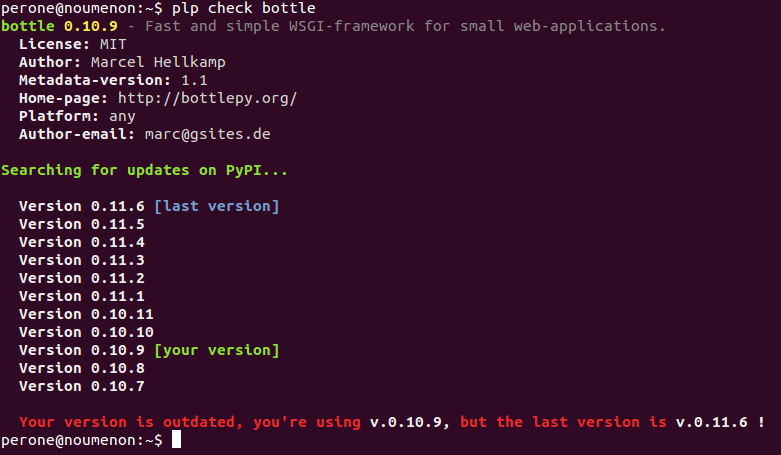 perone@noumenon:~$ plp check bottle
bottle 0.10.9 - Fast and simple WSGI-framework for small web-applications.
License: MIT
Author: Marcel Hellkamp
Metadata-version: 1.1
Home-page: http://bottlepy.org/
Platform: any
Author-email: marc@gsites.de
Searching for updates on PyPI...
Version 0.11.6 [last version]
Version 0.11.5
Version 0.11.4
Version 0.11.3
Version 0.11.2
Version 0.11.1
Version 0.10.11
Version 0.10.10
Version 0.10.9 [your version]
Version 0.10.8
Version 0.10.7
Your version is outdated, you're using v.0.10.9, but the last version is v.0.11.6 !
perone@noumenon:~$